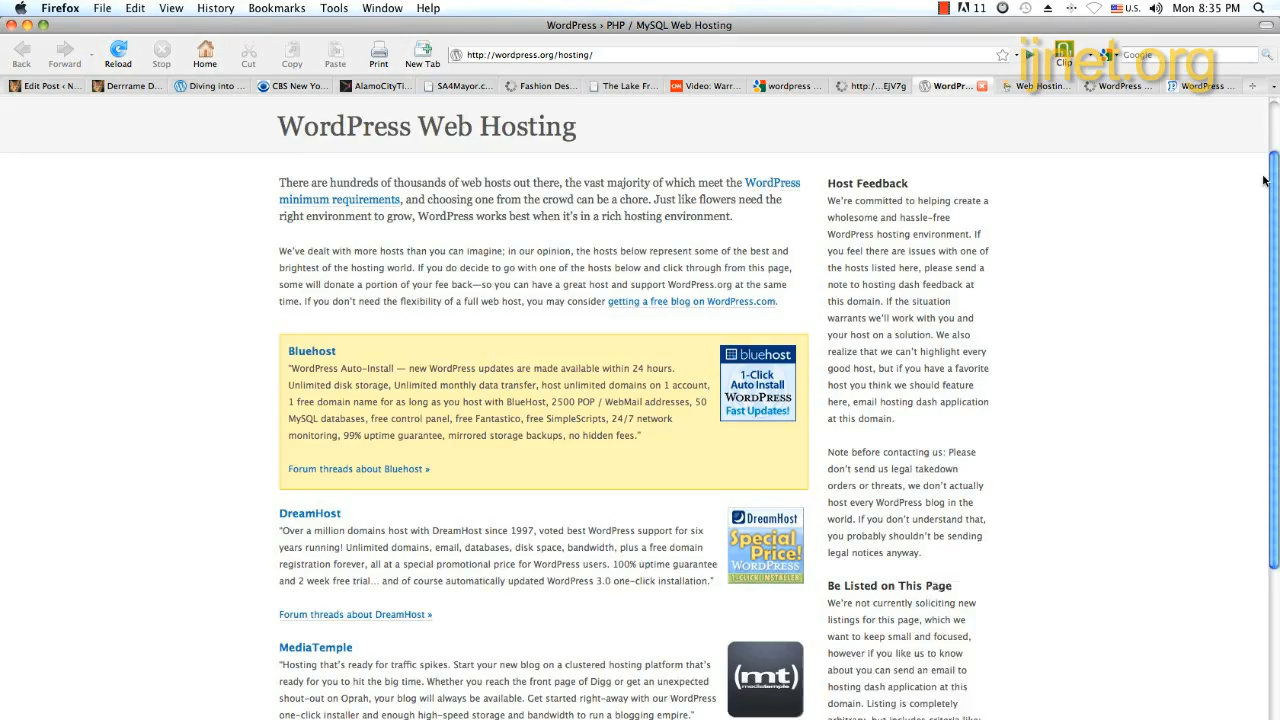 Firefox File Edit View History Bookmarks Tools Window Help 11 U.S. Mon 8:35 PM
WordPress › PHP / MySQL Web Hosting
Back Forward Reload Stop Home Cut Copy Paste Print New Tab http://wordpress.org/hosting/ Clip Google
ijnet.org
Edit Post ‹ N... Derrrame D... Diving into ... CBS New Yo... AlamoCityTi... SA4Mayor.c... Fashion Des... The Lake Fr... Video: Warr... wordpress ... http:/...EJV7g WordPr... Web Hostin... WordPress ... WordPress ...
WordPress Web Hosting
There are hundreds of thousands of web hosts out there, the vast majority of which meet the WordPress
minimum requirements, and choosing one from the crowd can be a chore. Just like flowers need the
right environment to grow, WordPress works best when it's in a rich hosting environment.
We've dealt with more hosts than you can imagine; in our opinion, the hosts below represent some of the best and
brightest of the hosting world. If you do decide to go with one of the hosts below and click through from this page,
some will donate a portion of your fee back—so you can have a great host and support WordPress.org at the same
time. If you don't need the flexibility of a full web host, you may consider getting a free blog on WordPress.com.
Bluehost
"WordPress Auto-Install — new WordPress updates are made available within 24 hours.
Unlimited disk storage, Unlimited monthly data transfer, host unlimited domains on 1 account,
1 free domain name for as long as you host with BlueHost, 2500 POP / WebMail addresses, 50
MySQL databases, free control panel, free Fantastico, free SimpleScripts, 24/7 network
monitoring, 99% uptime guarantee, mirrored storage backups, no hidden fees."
Forum threads about Bluehost »
bluehost
1-Click
Auto Install
WORDPRESS
Fast Updates!
DreamHost
"Over a million domains host with DreamHost since 1997, voted best WordPress support for six
years running! Unlimited domains, email, databases, disk space, bandwidth, plus a free domain
registration forever, all at a special promotional price for WordPress users. 100% uptime guarantee
and 2 week free trial... and of course automatically updated WordPress 3.0 one-click installation."
Forum threads about DreamHost »
DreamHost
Special
Price!
WORDPRESS
1-CLICK INSTALLER
MediaTemple
"Hosting that's ready for traffic spikes. Start your new blog on a clustered hosting platform that's
ready for you to hit the big time. Whether you reach the front page of Digg or get an unexpected
shout-out on Oprah, your blog will always be available. Get started right-away with our WordPress
one-click installer and enough high-speed storage and bandwidth to run a blogging empire."
(mt)
mediatemple
Host Feedback
We're committed to helping create a
wholesome and hassle-free
WordPress hosting environment. If
you feel there are issues with one of
the hosts listed here, please send a
note to hosting dash feedback at
this domain. If the situation
warrants we'll work with you and
your host on a solution. We also
realize that we can't highlight every
good host, but if you have a favorite
host you think we should feature
here, email hosting dash application
at this domain.
Note before contacting us: Please
don't send us legal takedown
orders or threats, we don't actually
host every WordPress blog in the
world. If you don't understand that,
you probably shouldn't be sending
legal notices anyway.
Be Listed on This Page
We're not currently soliciting new
listings for this page, which we
want to keep small and focused,
however if you like us to know
about you can send an email to
hosting dash application at this
domain. Listing is completely
arbitrary, but includes criteria like: